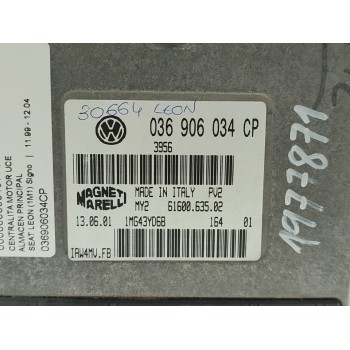 30664 LEON
036 906 034 CP
3956
MAGNETI
MARELLI
MADE IN ITALY PV2
MY2 61600.635.02
13.06.01 1MG43YD6B 164 01
IAW4MV.FB
1977871
CENTRALITA MOTOR UCE
ALMACEN PRINCIPAL
SEAT LEON (1M1) Signo | 11.99 - 12.04
036906034CP